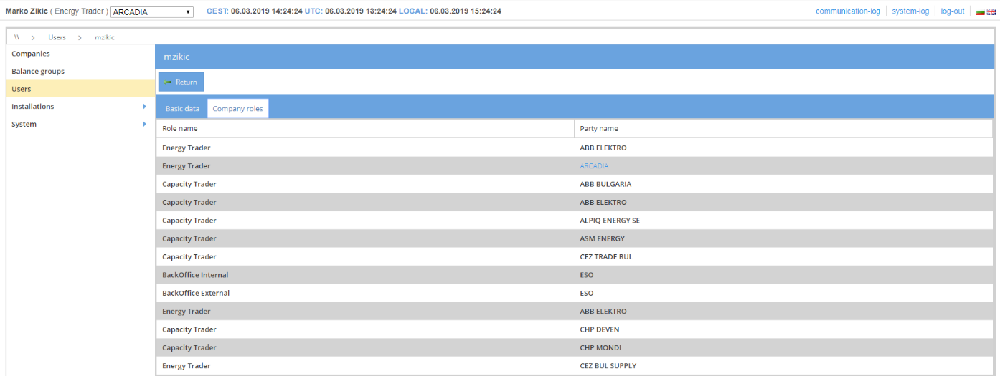 Marko Zikic ( Energy Trader ) ARCADIA CEST: 06.03.2019 14:24:24 UTC: 06.03.2019 13:24:24 LOCAL: 06.03.2019 15:24:24 communication-log system-log log-out
\\ > Users > mzikic
Companies
Balance groups
Users
Installations
System
mzikic
Return
Basic data Company roles
Role name Party name
Energy Trader ABB ELEKTRO
Energy Trader ARCADIA
Capacity Trader ABB BULGARIA
Capacity Trader ABB ELEKTRO
Capacity Trader ALPIQ ENERGY SE
Capacity Trader ASM ENERGY
Capacity Trader CEZ TRADE BUL
BackOffice Internal ESO
BackOffice External ESO
Energy Trader ABB ELEKTRO
Capacity Trader CHP DEVEN
Capacity Trader CHP MONDI
Energy Trader CEZ BUL SUPPLY